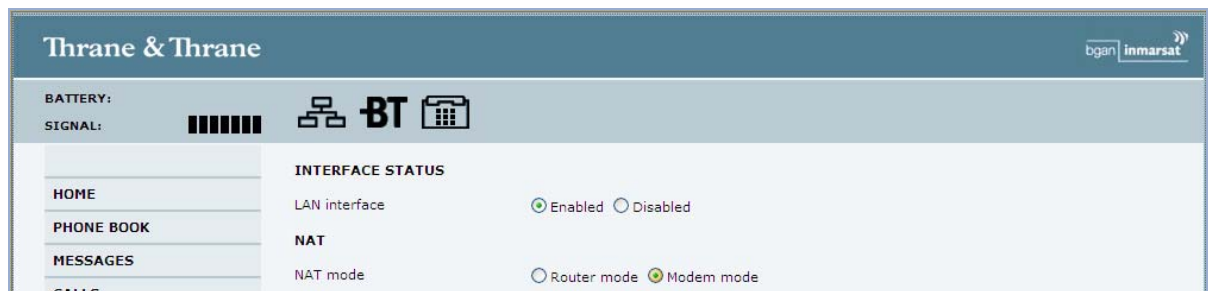 Thrane & Thrane
bgan inmarsat
BATTERY:
SIGNAL:
BT
INTERFACE STATUS
HOME
LAN interface Enabled Disabled
PHONE BOOK
NAT
MESSAGES
NAT mode Router mode Modem mode
CALLS